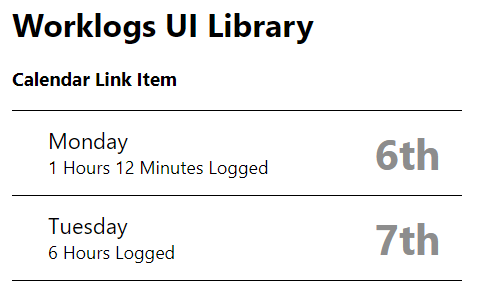 Worklogs UI Library
Calendar Link Item
Monday
1 Hours 12 Minutes Logged
6th
Tuesday
6 Hours Logged
7th